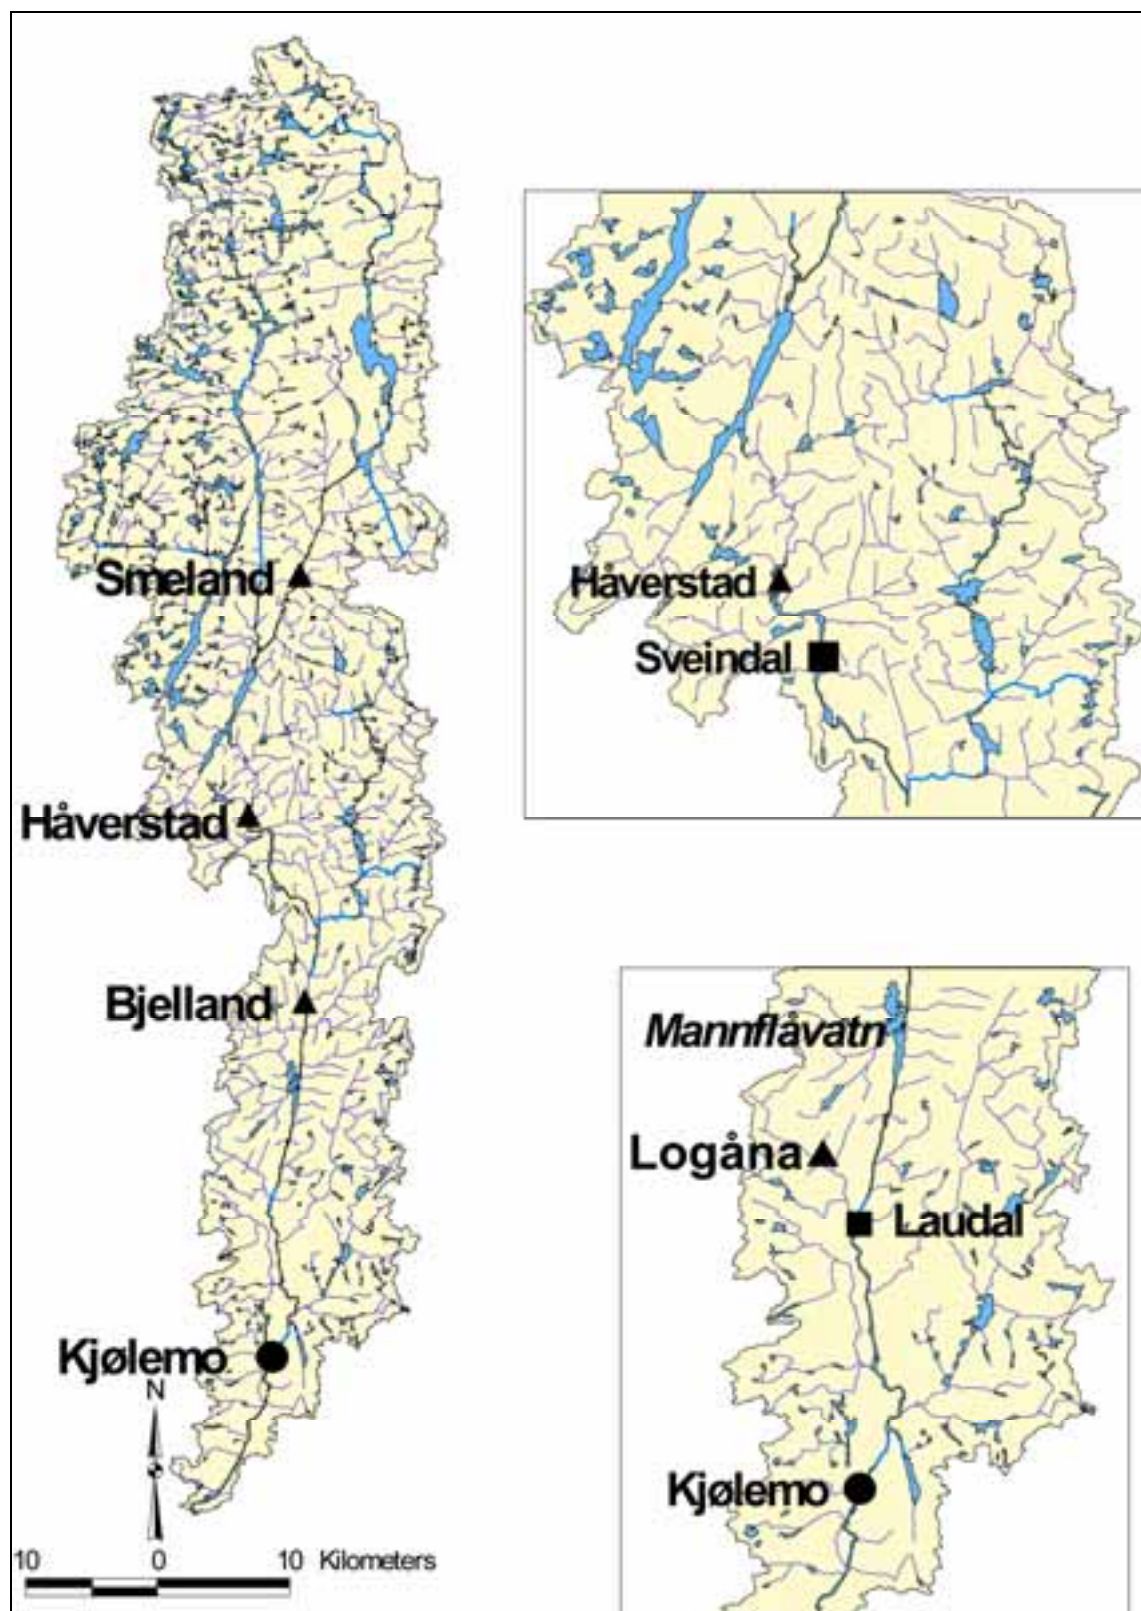 Smeland
Håverstad
Bjelland
Kjølemo
N
10 0 10 Kilometers
Håverstad
Sveindal
Mannflåvatn
Logåna
Laudal
Kjølemo